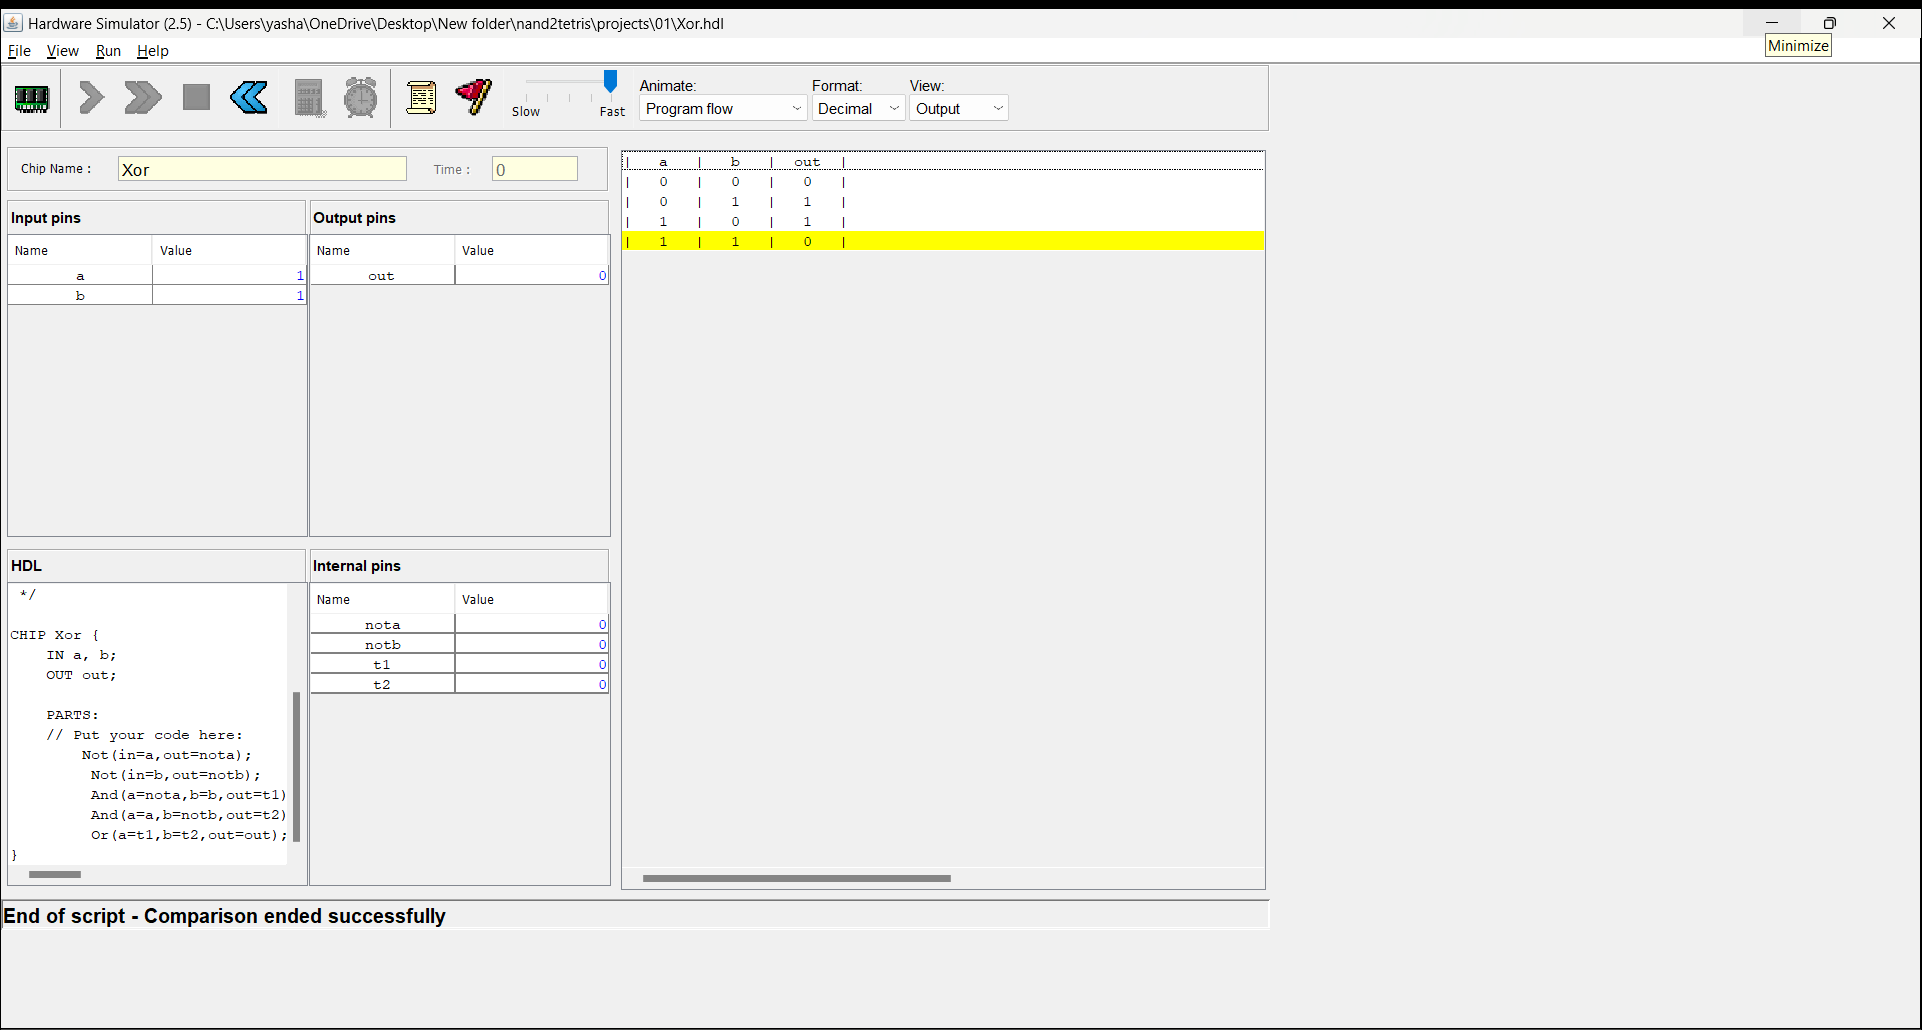 Hardware Simulator (2.5) - C:\Users\yasha\OneDrive\Desktop\New folder\nand2tetris\projects\01\Xor.hdl
Minimize
File View Run Help
Slow Fast
Animate: Format: View:
Program flow Decimal Output
Chip Name : Xor Time : 0
Input pins
Name Value
a 1
b 1
Output pins
Name Value
out 0
| a | b | out |
| 0 | 0 | 0 |
| 0 | 1 | 1 |
| 1 | 0 | 1 |
| 1 | 1 | 0 |
HDL
*/
CHIP Xor {
IN a, b;
OUT out;
PARTS:
// Put your code here:
Not(in=a,out=nota);
Not(in=b,out=notb);
And(a=nota,b=b,out=t1)
And(a=a,b=notb,out=t2)
Or(a=t1,b=t2,out=out);
}
Internal pins
Name Value
nota 0
notb 0
t1 0
t2 0
End of script - Comparison ended successfully